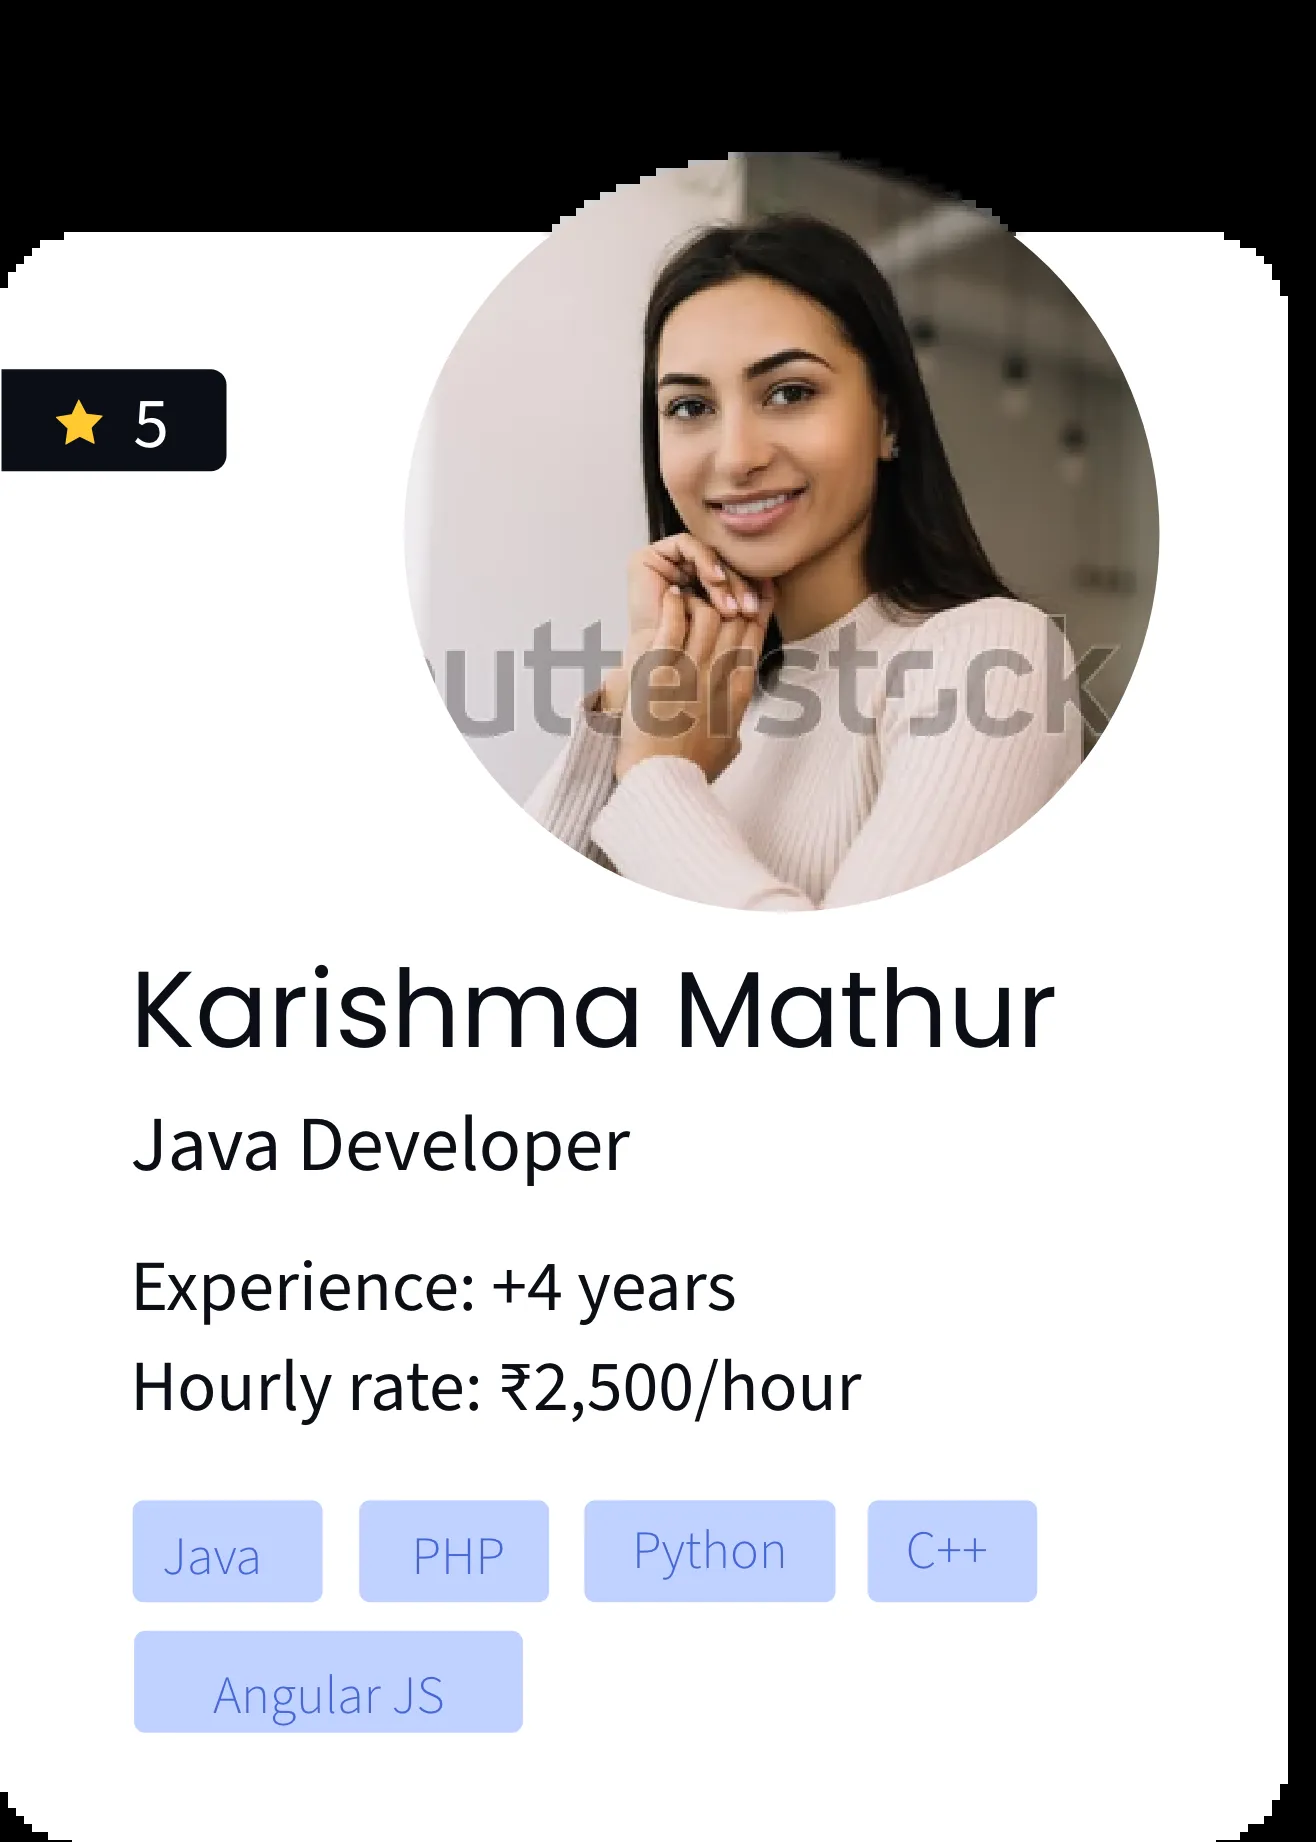 5
utterstock
Karishma Mathur
Java Developer
Experience: +4 years
Hourly rate: ₹2,500/hour
Java PHP Python C++
Angular JS